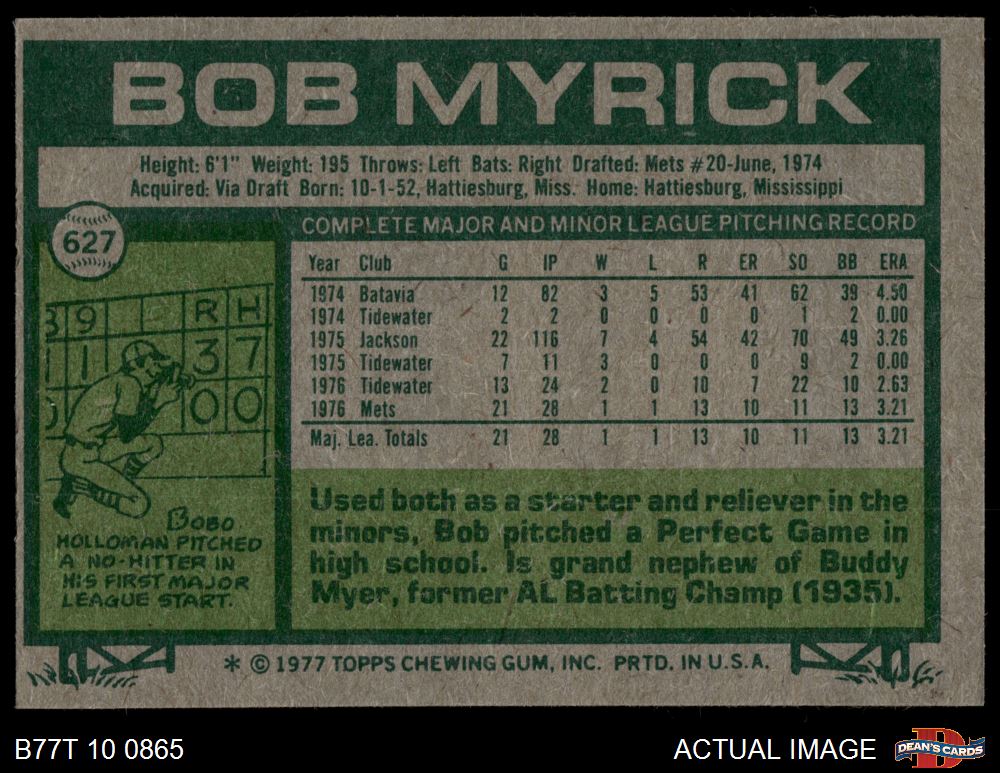 BOB MYRICK
Height: 6'1" Weight: 195 Throws: Left Bats: Right Drafted: Mets #20-June, 1974
Acquired: Via Draft Born: 10-1-52, Hattiesburg, Miss. Home: Hattiesburg, Mississippi
627
COMPLETE MAJOR AND MINOR LEAGUE PITCHING RECORD
Year Club G IP W L R ER SO BB ERA
1974 Batavia 12 82 3 5 53 41 62 39 4.50
1974 Tidewater 2 2 0 0 0 0 1 2 0.00
1975 Jackson 22 116 7 4 54 42 70 49 3.26
1975 Tidewater 7 11 3 0 0 0 9 2 0.00
1976 Tidewater 13 24 2 0 10 7 22 10 2.63
1976 Mets 21 28 1 1 13 10 11 13 3.21
Maj. Lea. Totals 21 28 1 1 13 10 11 13 3.21
9 R H
1 1 3 7
0 0
BOBO
HOLLOMAN PITCHED
A NO-HITTER IN
HIS FIRST MAJOR
LEAGUE START.
Used both as a starter and reliever in the
minors, Bob pitched a Perfect Game in
high school. Is grand nephew of Buddy
Myer, former AL Batting Champ (1935).
* © 1977 TOPPS CHEWING GUM, INC. PRTD. IN U.S.A.
B77T 10 0865
ACTUAL IMAGE
DEAN'S CARDS